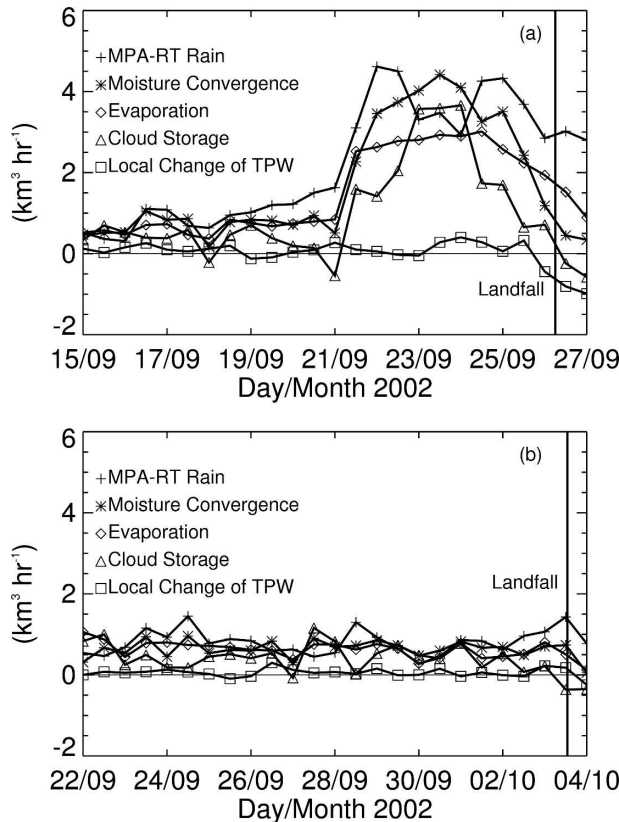 6
(a)
+MPA-RT Rain
*Moisture Convergence
4
◇Evaporation
△Cloud Storage
□Local Change of TPW
(km³ hr⁻¹)
2
0
Landfall
-2
15/09 17/09 19/09 21/09 23/09 25/09 27/09
Day/Month 2002
6
(b)
+MPA-RT Rain
*Moisture Convergence
4
◇Evaporation
△Cloud Storage
□Local Change of TPW
Landfall
(km³ hr⁻¹)
2
0
-2
22/09 24/09 26/09 28/09 30/09 02/10 04/10
Day/Month 2002